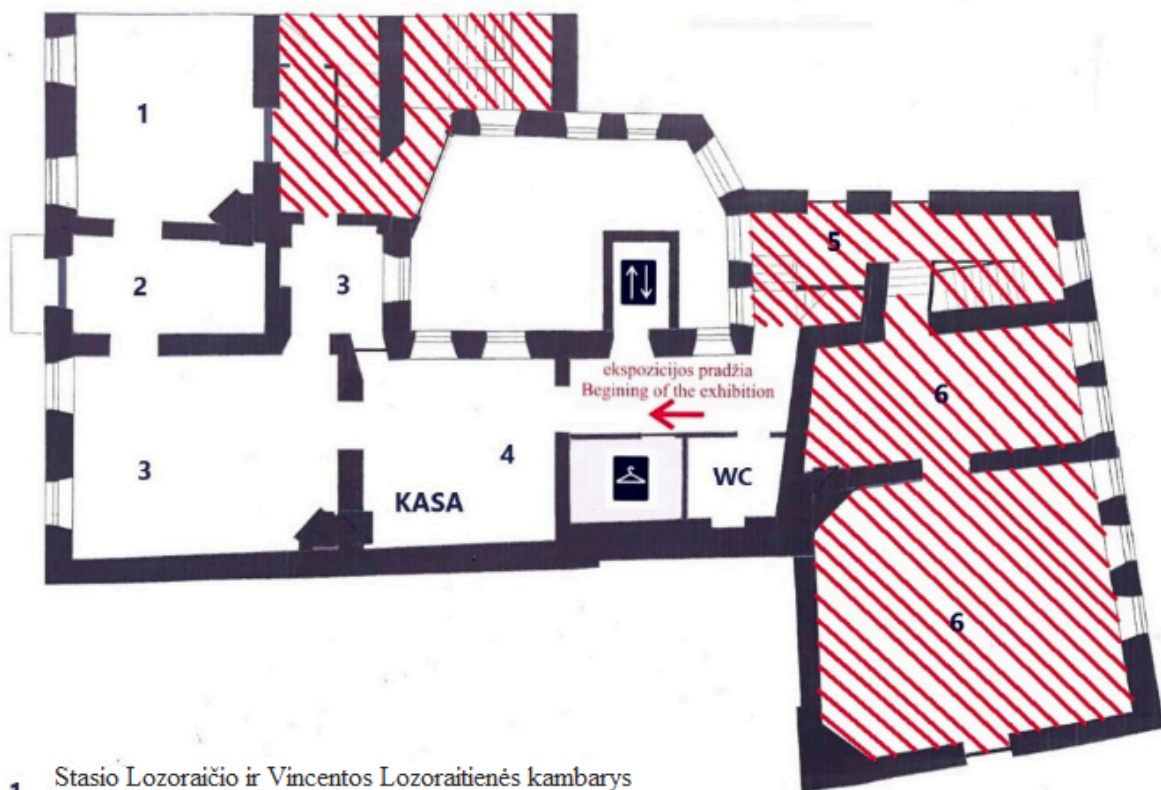 1
5
2
3
ekspozicijos pradžia
Begining of the exhibition
6
3
4
WC
KASA
6
Stasio Lozoraičio ir Vincentos Lozoraitienės kambarys
1